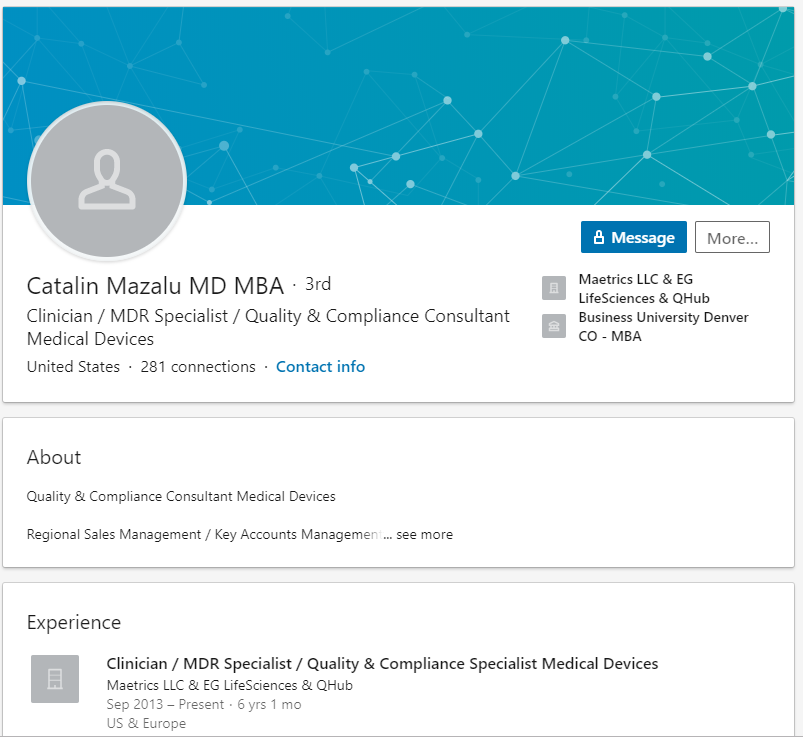 Message
More...
Catalin Mazalu MD MBA · 3rd
Clinician / MDR Specialist / Quality & Compliance Consultant
Medical Devices
United States · 281 connections · Contact info
Maetrics LLC & EG
LifeSciences & QHub
Business University Denver
CO - MBA
About
Quality & Compliance Consultant Medical Devices
Regional Sales Management / Key Accounts Management... see more
Experience
Clinician / MDR Specialist / Quality & Compliance Specialist Medical Devices
Maetrics LLC & EG LifeSciences & QHub
Sep 2013 – Present · 6 yrs 1 mo
US & Europe